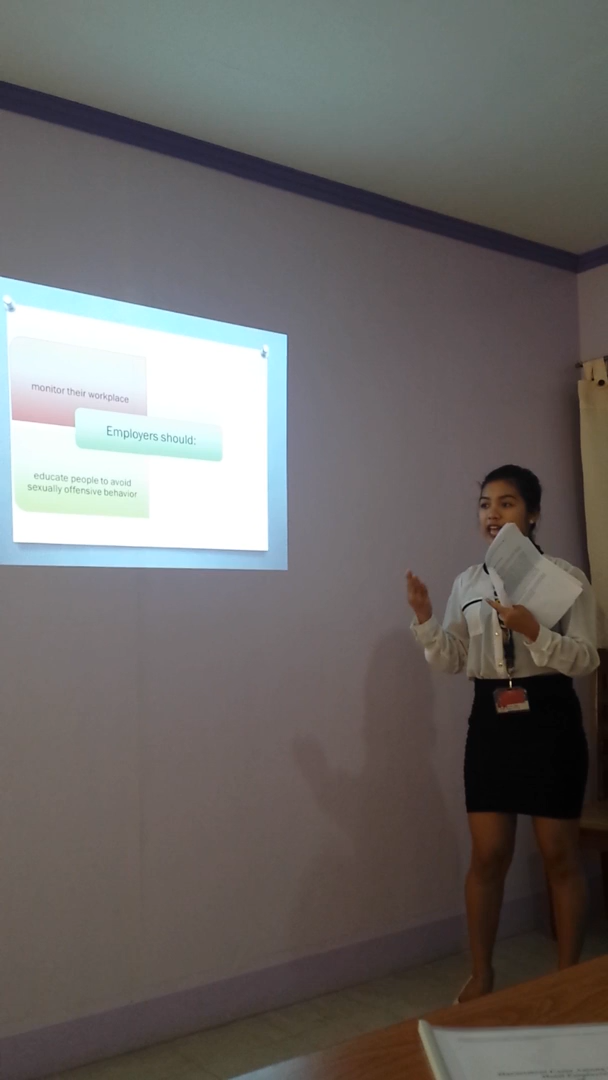 monitor their workplace
Employers should:
educate people to avoid
sexually offensive behavior